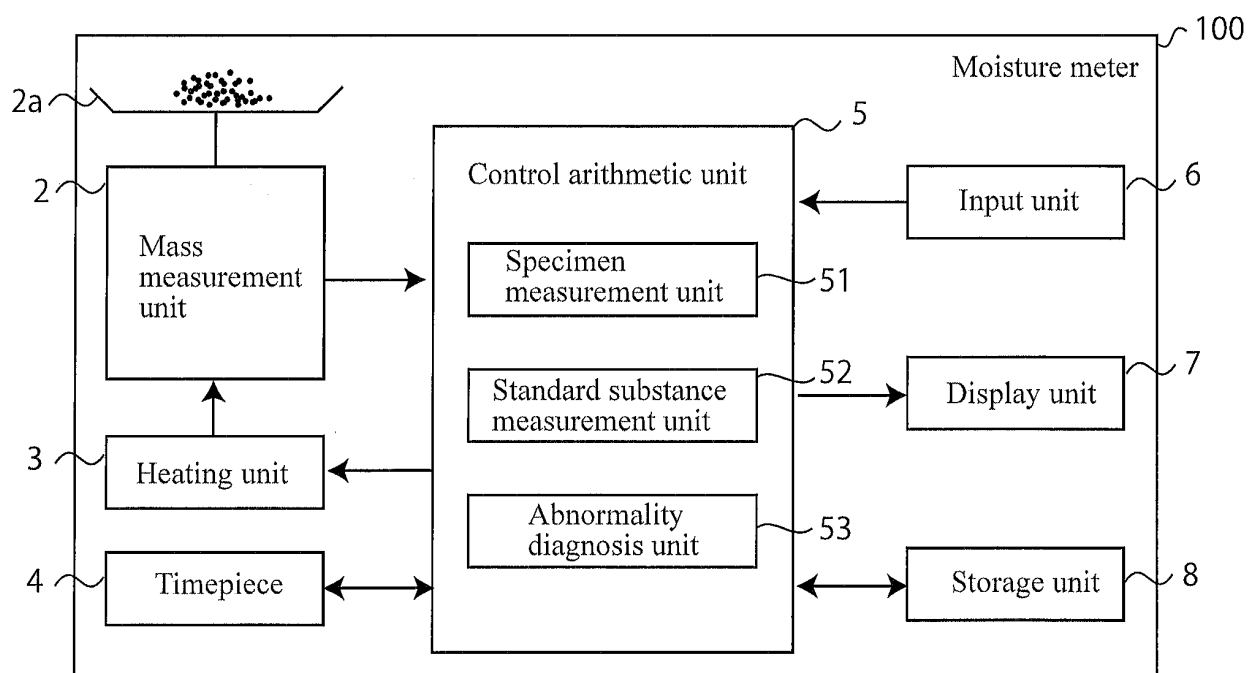 100
Moisture meter
2a
5
Control arithmetic unit
2
Mass
measurement
unit
6
Input unit
Specimen
measurement unit
51
Standard substance
measurement unit
52
7
Display unit
3
Heating unit
Abnormality
diagnosis unit
53
4
Timepiece
8
Storage unit